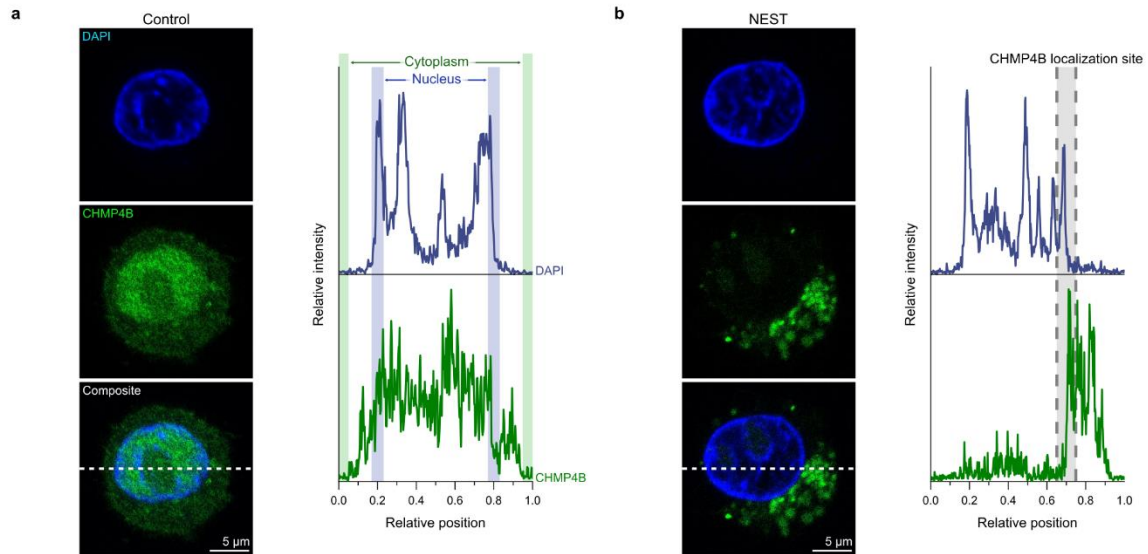 a
Control
DAPI
CHMP4B
Composite
5 µm
Cytoplasm
Nucleus
Relative intensity
DAPI
CHMP4B
0.0 0.2 0.4 0.6 0.8 1.0
Relative position
b
NEST
5 µm
CHMP4B localization site
Relative intensity
0.0 0.2 0.4 0.6 0.8 1.0
Relative position